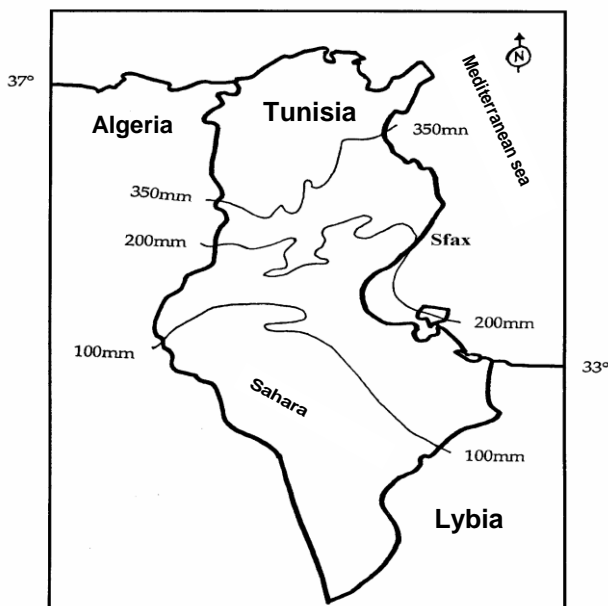 N
37°
Mediterranean sea
Algeria
Tunisia
350mn
350mm
200mm
Sfax
200mm
100mm
33°
Sahara
100mm
Lybia